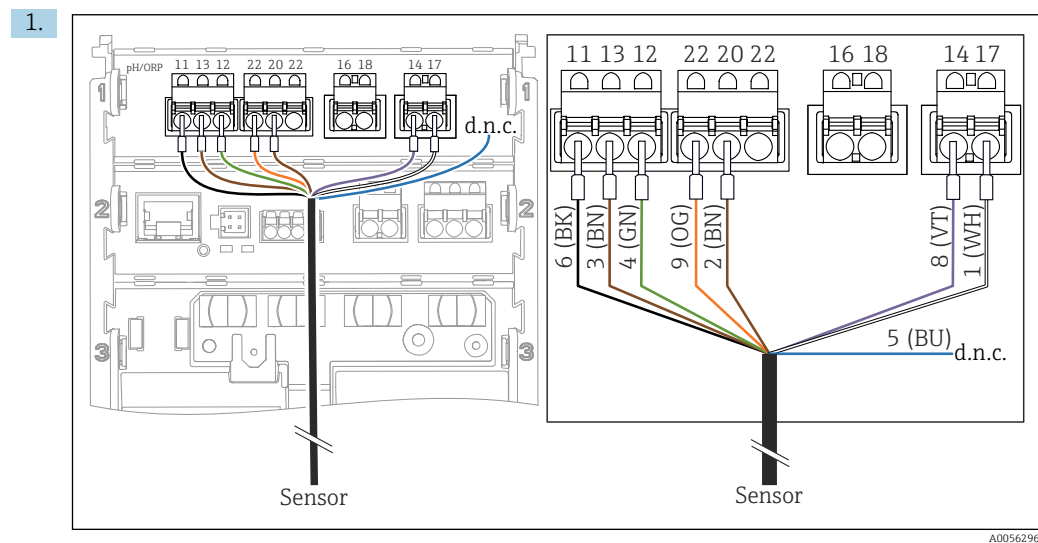 1.
pH/ORP 11 13 12 22 20 22 16 18 14 17
1 1
d.n.c.
2 2
3 3
Sensor
11 13 12 22 20 22 16 18 14 17
6 (BK) 3 (BN) 4 (GN) 9 (OG) 2 (BN) 8 (VT) 1 (WH)
5 (BU) d.n.c.
Sensor
A0056296